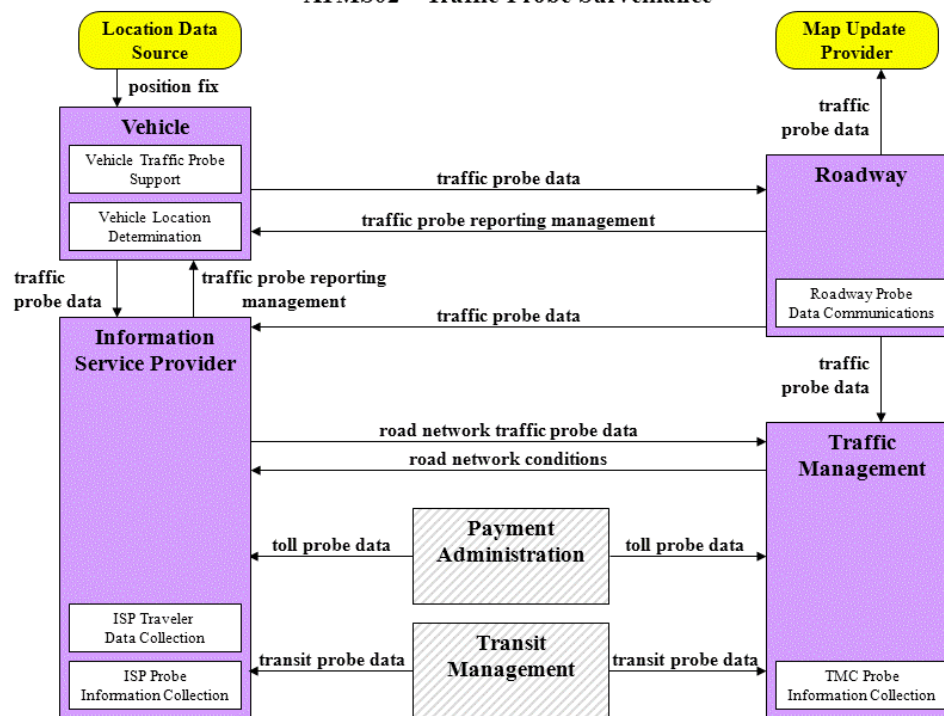 Location Data
Source
Map Update
Provider
position fix
traffic
probe data
Vehicle
Vehicle Traffic Probe
Support
Vehicle Location
Determination
traffic probe data
traffic probe reporting management
Roadway
Roadway Probe
Data Communications
traffic
probe data
traffic probe reporting
management
traffic probe data
Information
Service Provider
traffic
probe data
road network traffic probe data
road network conditions
Traffic
Management
toll probe data
Payment
Administration
toll probe data
ISP Traveler
Data Collection
transit probe data
Transit
Management
transit probe data
ISP Probe
Information Collection
TMC Probe
Information Collection